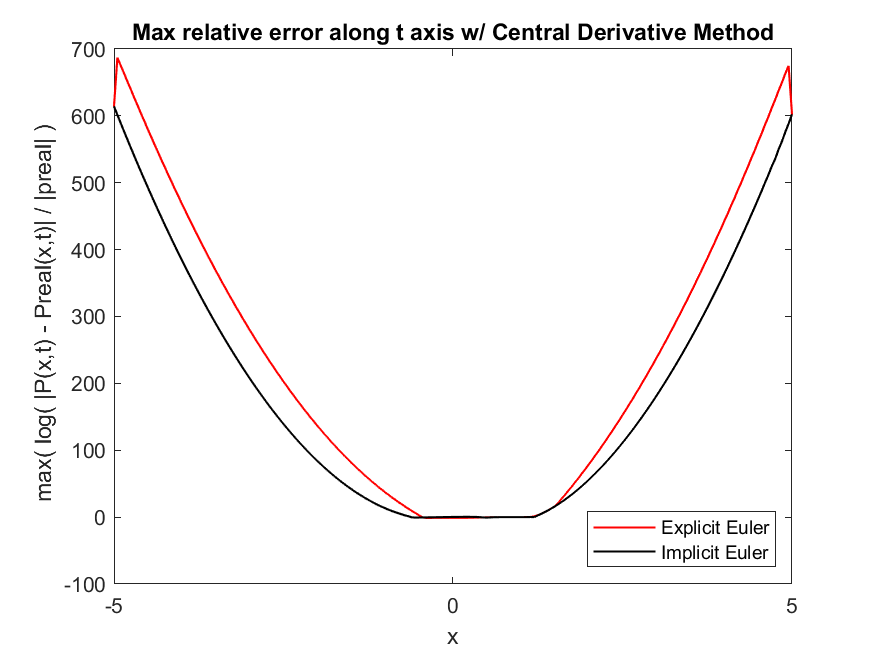 Max relative error along t axis w/ Central Derivative Method
max( log( |P(x,t) - Preal(x,t)| / |preal| )
700
600
500
400
300
200
100
0
-100
-5
0
5
x
Explicit Euler
Implicit Euler